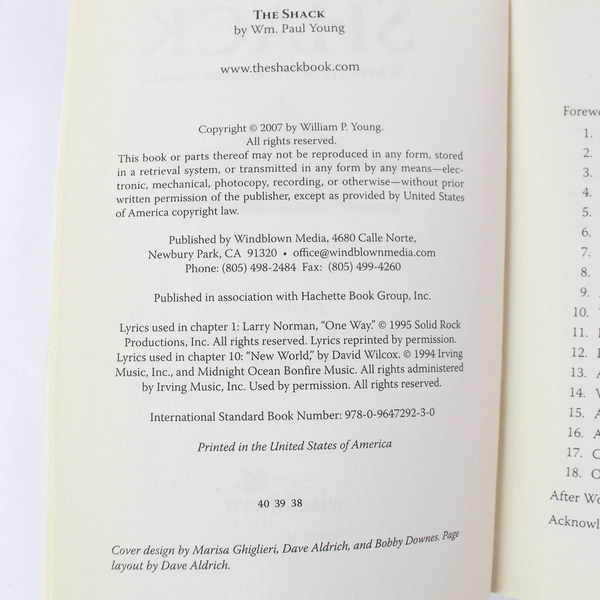 THE SHACK
by Wm. Paul Young
www.theshackbook.com
Copyright © 2007 by William P. Young.
All rights reserved.
This book or parts thereof may not be reproduced in any form, stored
in a retrieval system, or transmitted in any form by any means—elec-
tronic, mechanical, photocopy, recording, or otherwise—without prior
written permission of the publisher, except as provided by United States
of America copyright law.
Published by Windblown Media, 4680 Calle Norte,
Newbury Park, CA 91320 • office@windblownmedia.com
Phone: (805) 498-2484 Fax: (805) 499-4260
Published in association with Hachette Book Group, Inc.
Lyrics used in chapter 1: Larry Norman, "One Way." © 1995 Solid Rock
Productions, Inc. All rights reserved. Lyrics reprinted by permission.
Lyrics used in chapter 10: "New World," by David Wilcox. © 1994 Irving
Music, Inc., and Midnight Ocean Bonfire Music. All rights administered
by Irving Music, Inc. Used by permission. All rights reserved.
International Standard Book Number: 978-0-9647292-3-0
Printed in the United States of America
40 39 38
Cover design by Marisa Ghiglieri, Dave Aldrich, and Bobby Downes. Page
layout by Dave Aldrich.
1.
2.
3.
4.
5.
6.
7.
8.
9.
10.
11.
12.
13.
14.
15.
16.
17.
18.
After